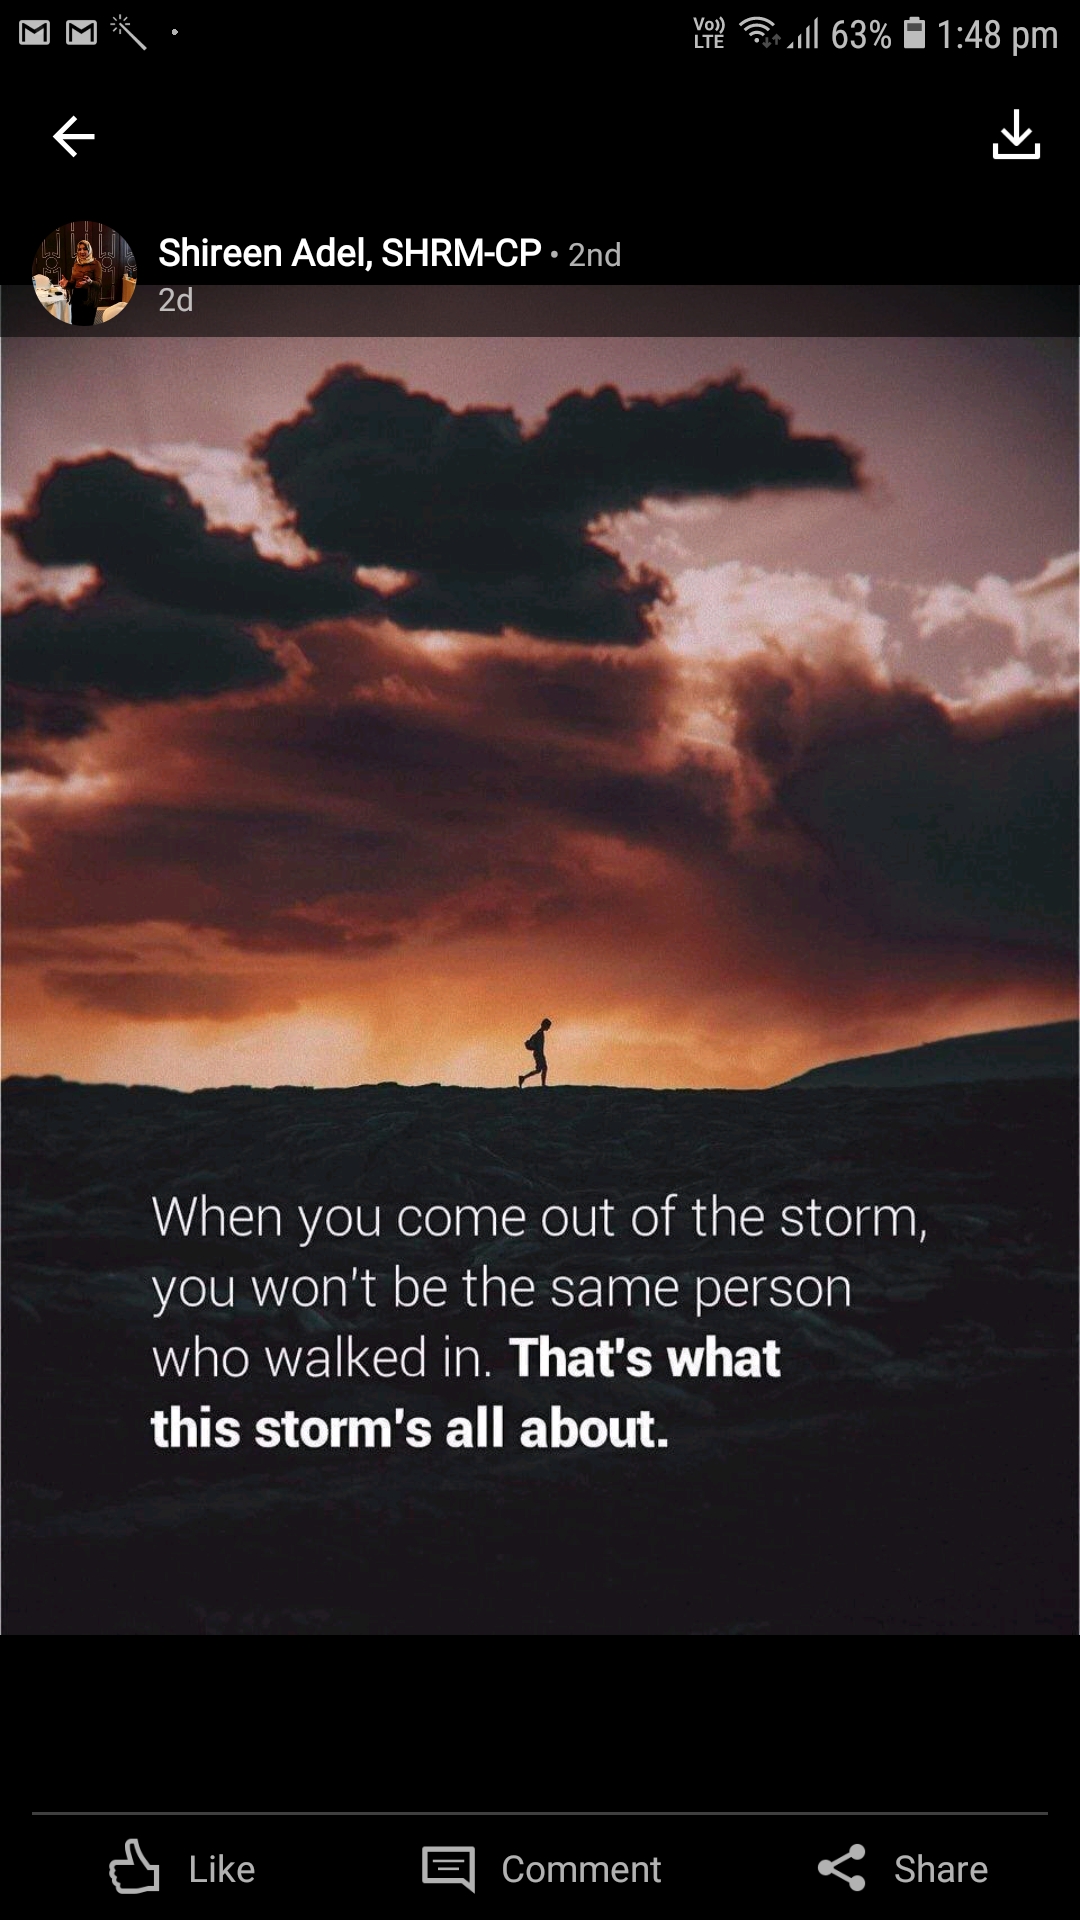 Vo)) LTE 63% 1:48 pm
Shireen Adel, SHRM-CP • 2nd
2d
When you come out of the storm,
you won't be the same person
who walked in. That's what
this storm's all about.
Like Comment Share